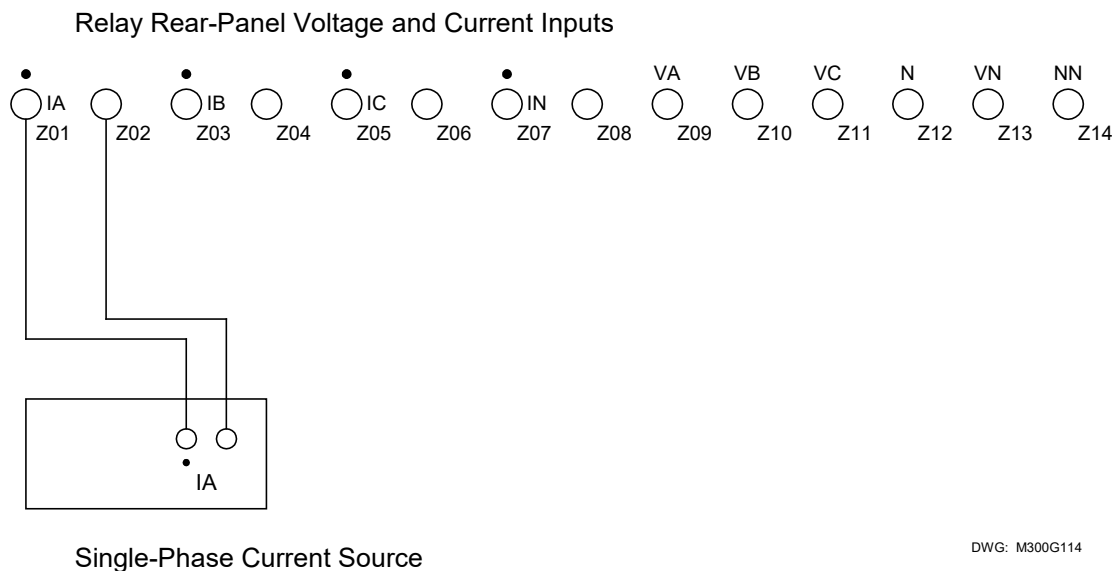 Relay Rear-Panel Voltage and Current Inputs
VA VB VC N VN NN
IA IB IC IN
Z01 Z02 Z03 Z04 Z05 Z06 Z07 Z08 Z09 Z10 Z11 Z12 Z13 Z14
IA
Single-Phase Current Source
DWG: M300G114